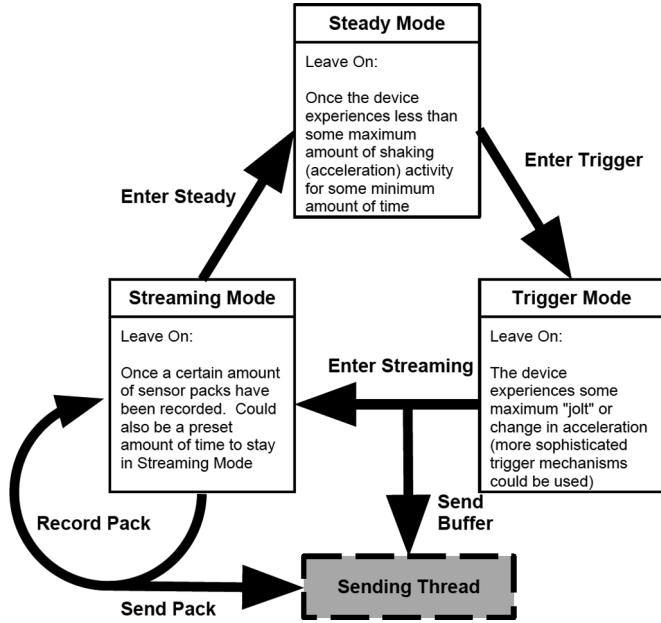 Steady Mode
Leave On:
Once the device
experiences less than
some maximum
amount of shaking
(acceleration) activity
for some minimum
amount of time
Enter Steady
Enter Trigger
Streaming Mode
Leave On:
Once a certain amount
of sensor packs have
been recorded. Could
also be a preset
amount of time to stay
in Streaming Mode
Enter Streaming
Trigger Mode
Leave On:
The device
experiences some
maximum "jolt" or
change in acceleration
(more sophisticated
trigger mechanisms
could be used)
Record Pack
Send
Buffer
Send Pack
Sending Thread